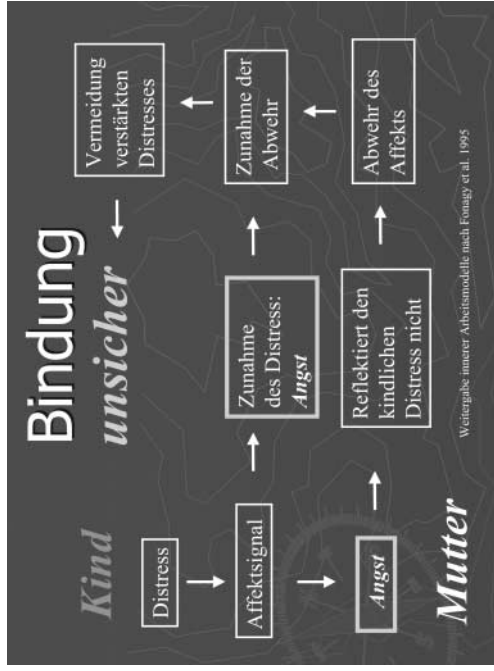 Bindung
Kind
unsicher
Distress
Vermeidung
verstärkten
Distresses
Affektsignal
Zunahme
des Distress:
Angst
Zunahme der
Abwehr
Angst
Reflektiert den
kindlichen
Distress nicht
Abwehr des
Affekts
Mutter
Weitergabe innerer Arbeitsmodelle nach Fonagy et al. 1995